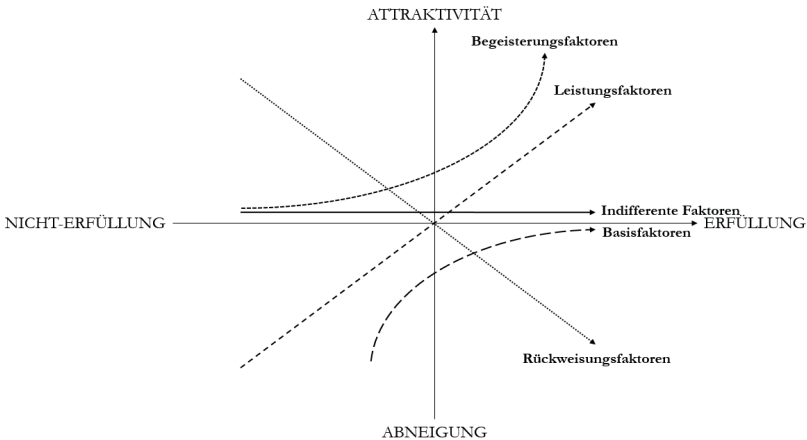 ATTRAKTIVITÄT
Begeisterungsfaktoren
Leistungsfaktoren
Indifferente Faktoren
NICHT-ERFÜLLUNG
ERFÜLLUNG
Basisfaktoren
Rückweisungsfaktoren
ABNEIGUNG